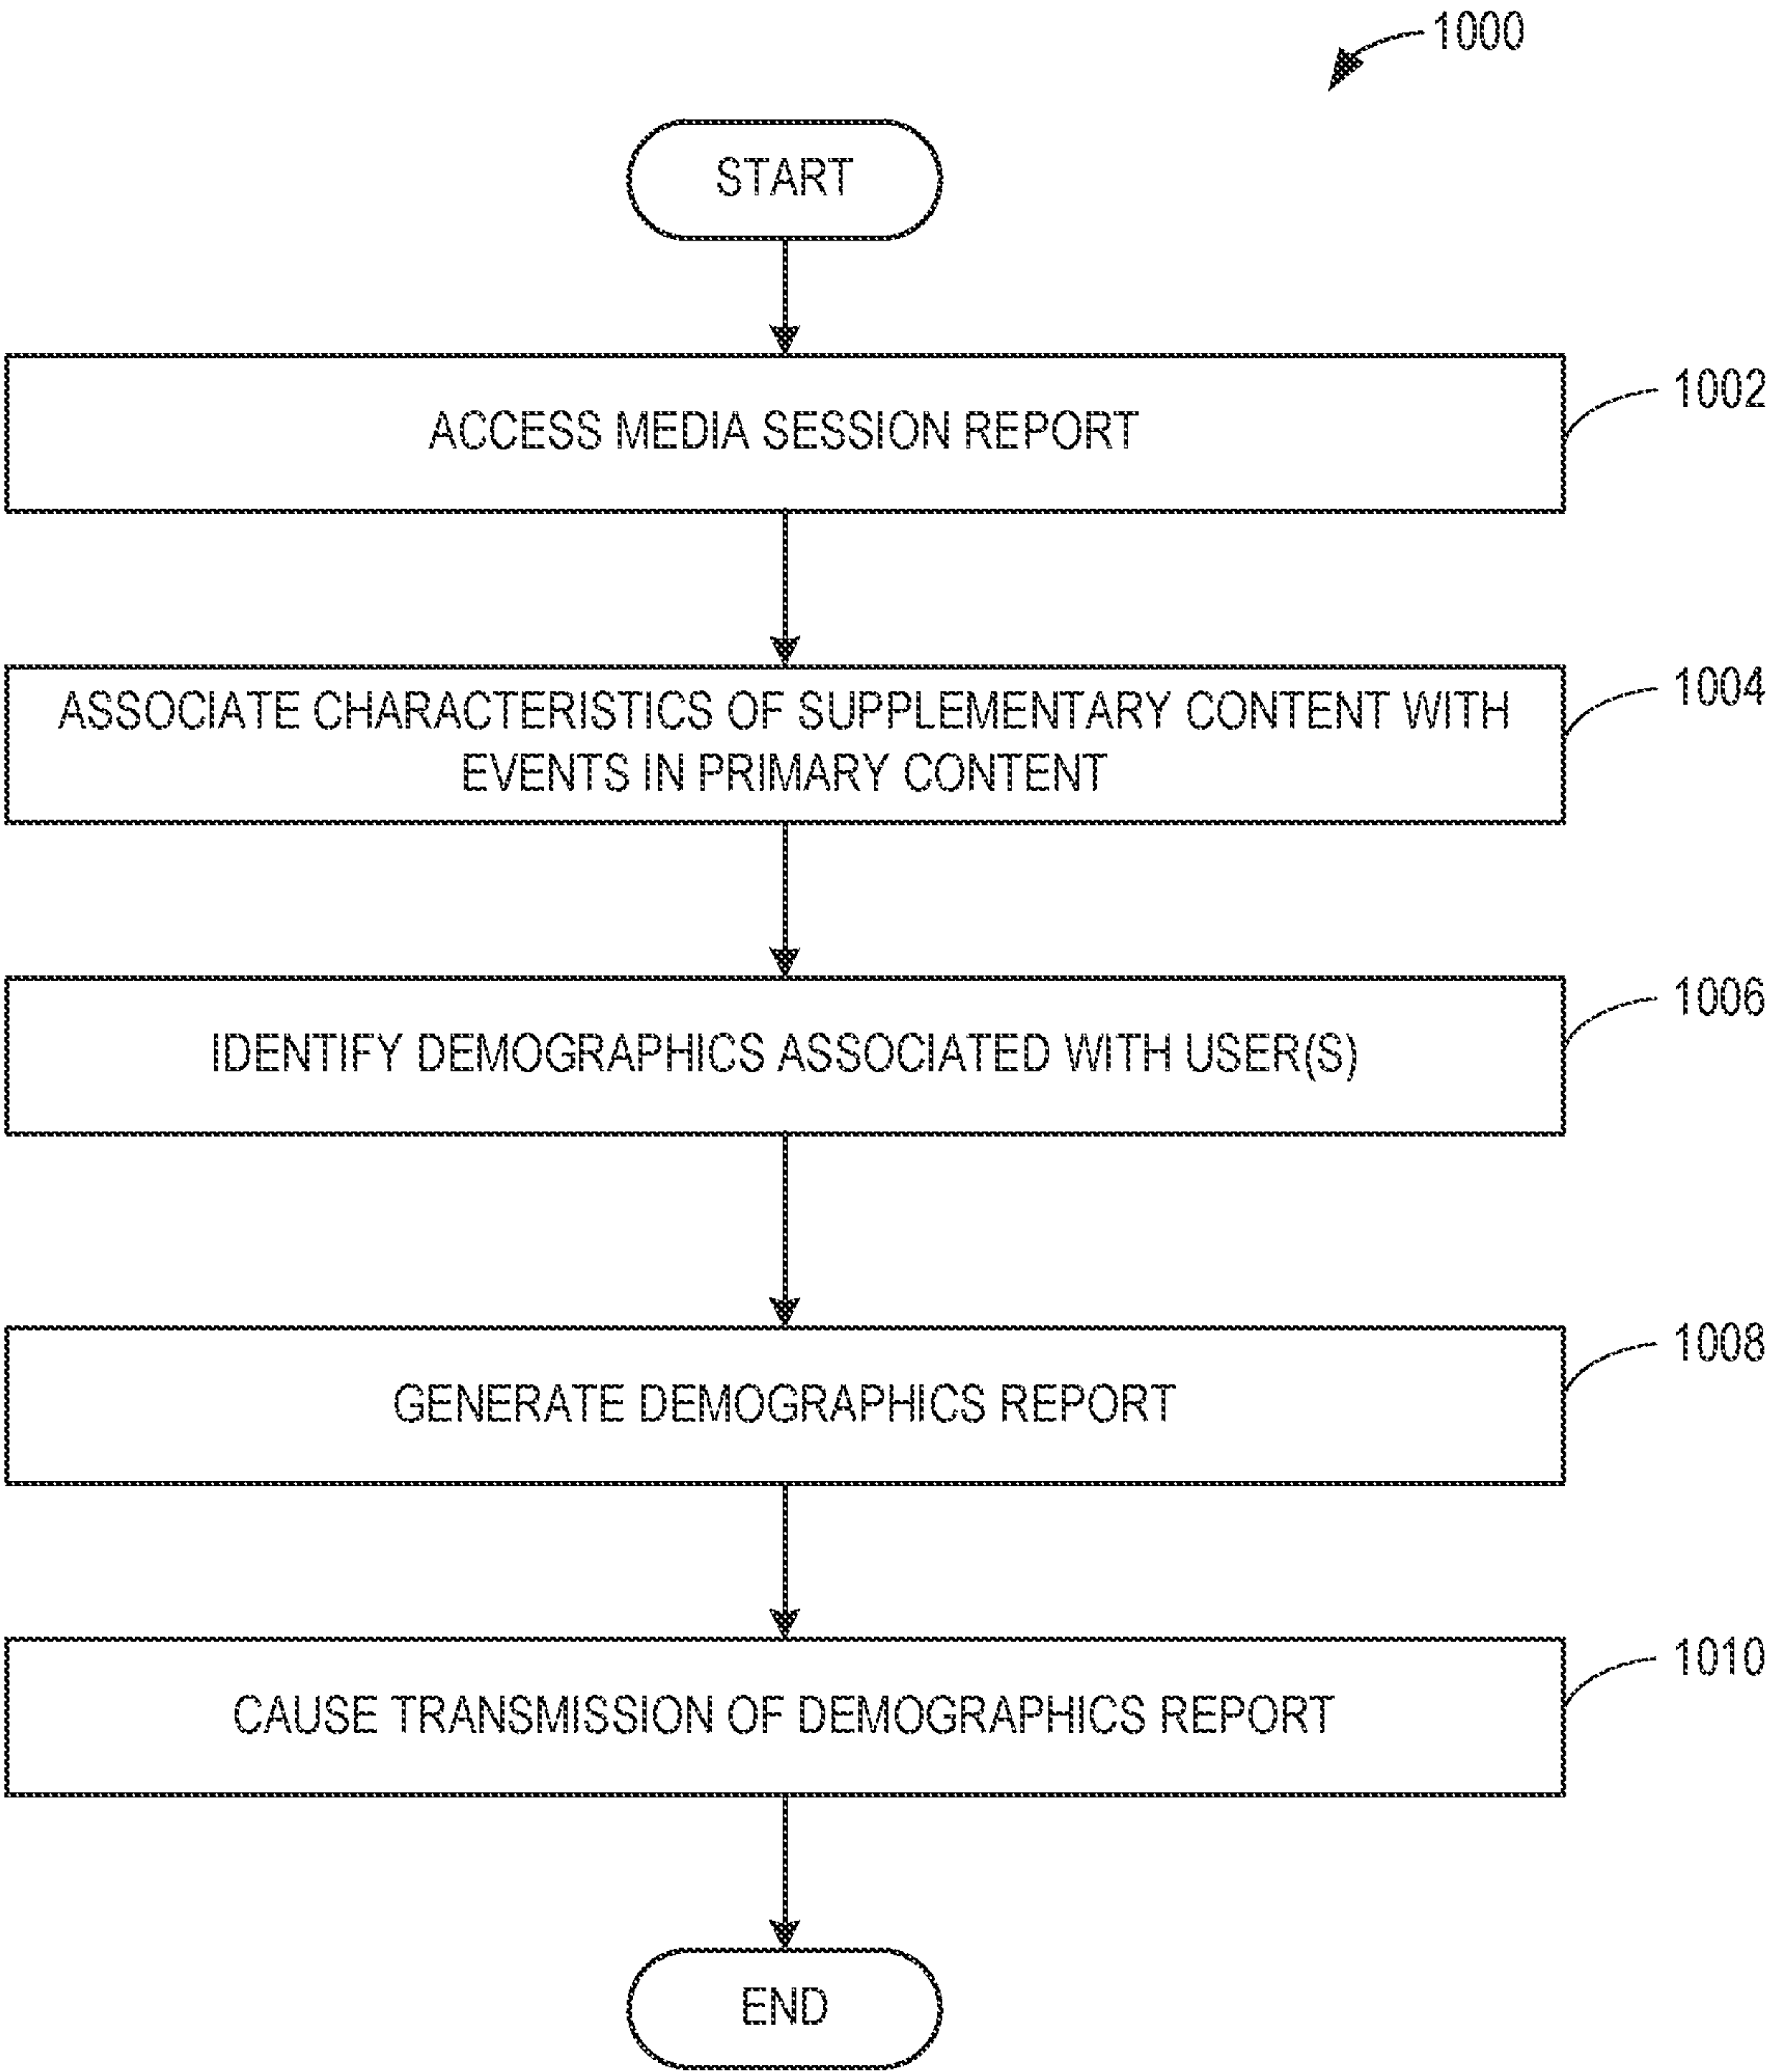 1000
START
ACCESS MEDIA SESSION REPORT
1002
ASSOCIATE CHARACTERISTICS OF SUPPLEMENTARY CONTENT WITH
EVENTS IN PRIMARY CONTENT
1004
IDENTIFY DEMOGRAPHICS ASSOCIATED WITH USER(S)
1006
GENERATE DEMOGRAPHICS REPORT
1008
CAUSE TRANSMISSION OF DEMOGRAPHICS REPORT
1010
END